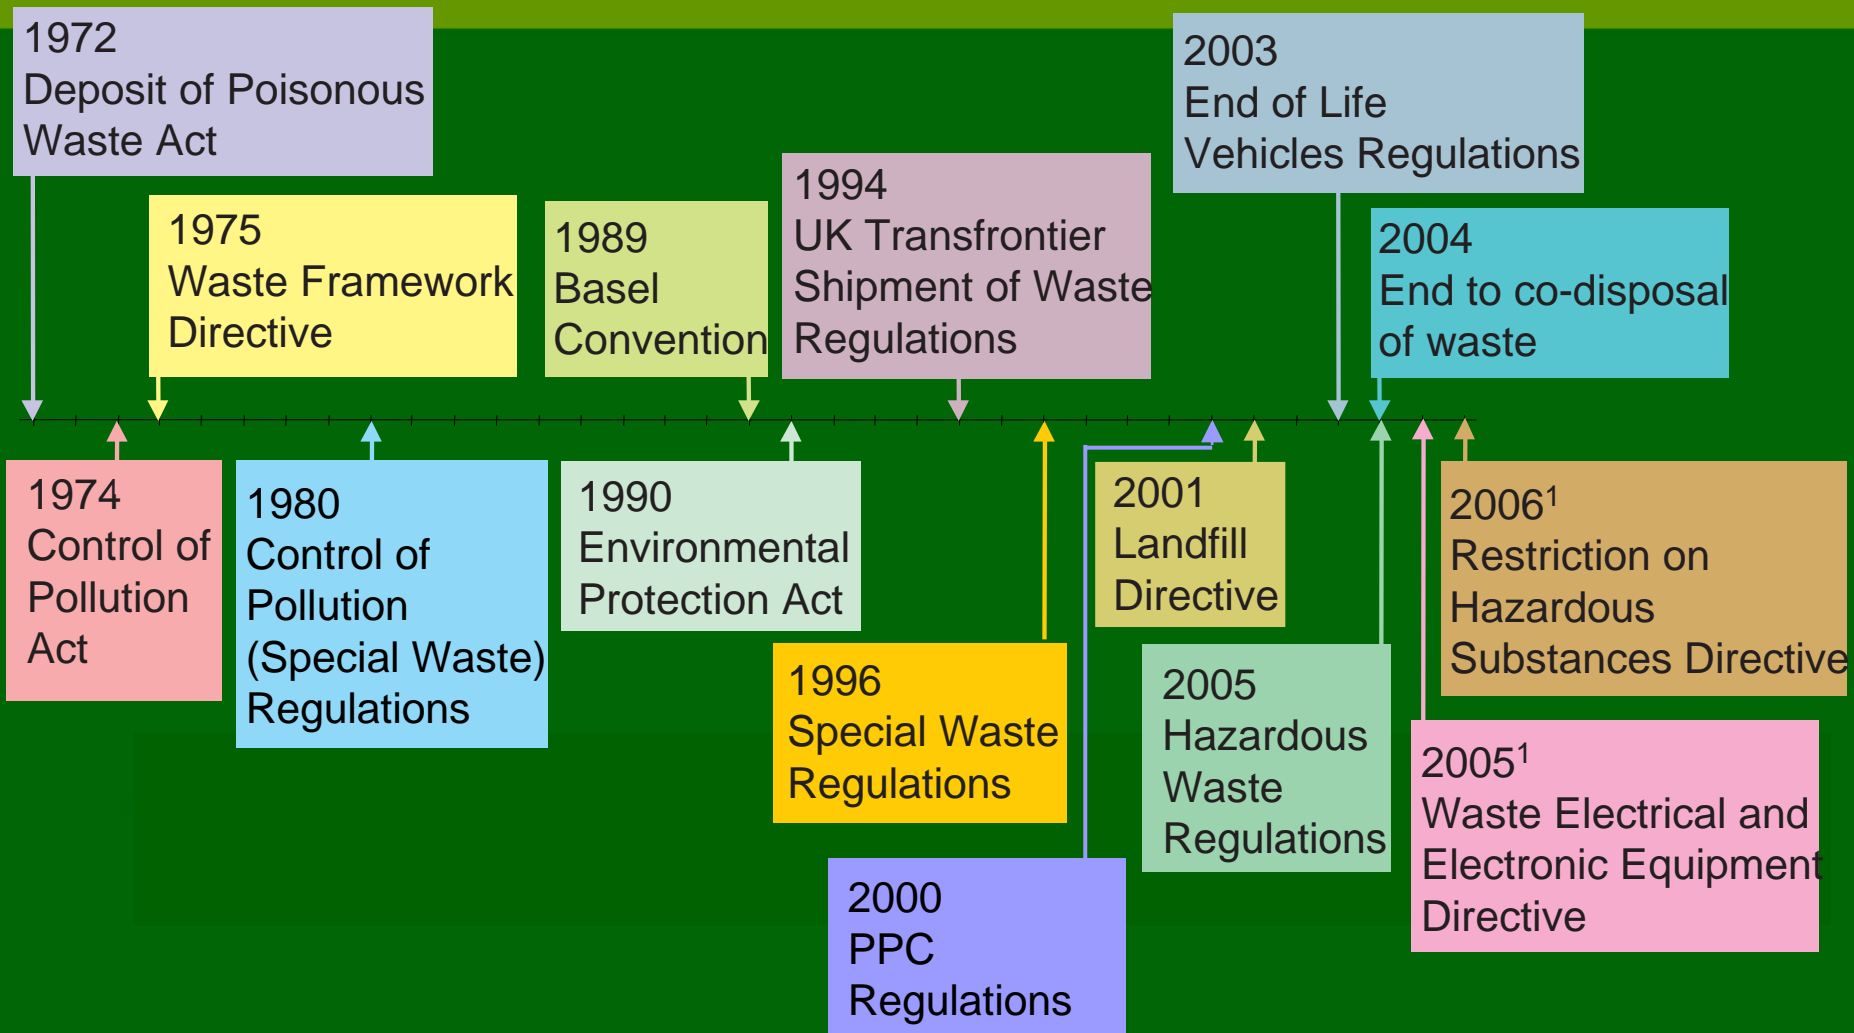 1972
Deposit of Poisonous
Waste Act
1975
Waste Framework
Directive
1989
Basel
Convention
1994
UK Transfrontier
Shipment of Waste
Regulations
2003
End of Life
Vehicles Regulations
2004
End to co-disposal
of waste
1974
Control of
Pollution
Act
1980
Control of
Pollution
(Special Waste)
Regulations
1990
Environmental
Protection Act
1996
Special Waste
Regulations
2000
PPC
Regulations
2001
Landfill
Directive
2005
Hazardous
Waste
Regulations
2005¹
Waste Electrical and
Electronic Equipment
Directive
2006¹
Restriction on
Hazardous
Substances Directive